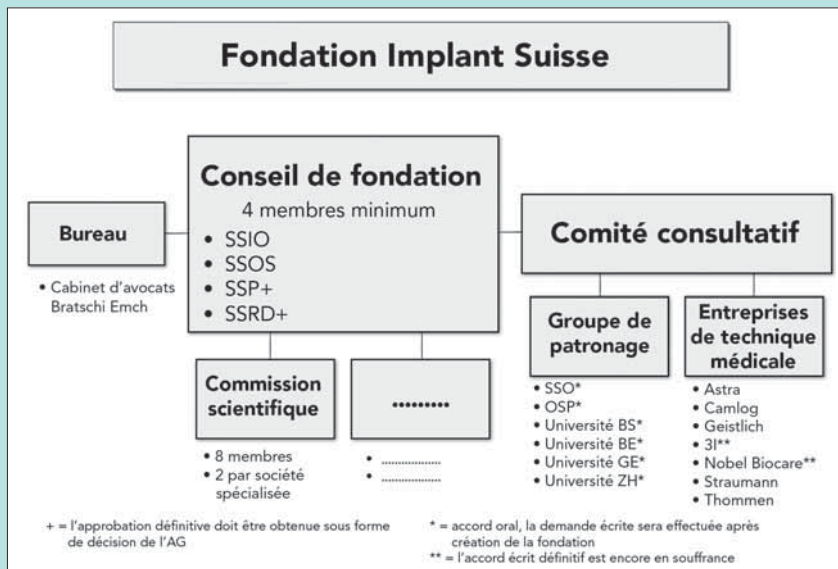 Fondation Implant Suisse
Bureau
• Cabinet d'avocats
Bratschi Emch
Conseil de fondation
4 membres minimum
• SSIO
• SSOS
• SSP+
• SSRD+
Comité consultatif
Commission
scientifique
• 8 membres
• 2 par société
spécialisée
.........
• .................
• .................
Groupe de
patronage
• SSO*
• OSP*
• Université BS*
• Université BE*
• Université GE*
• Université ZH*
Entreprises
de technique
médicale
• Astra
• Camlog
• Geistlich
• 3I**
• Nobel Biocare**
• Straumann
• Thommen
+ = l'approbation définitive doit être obtenue sous forme
de décision de l'AG
* = accord oral, la demande écrite sera effectuée après
création de la fondation
** = l'accord écrit définitif est encore en souffrance